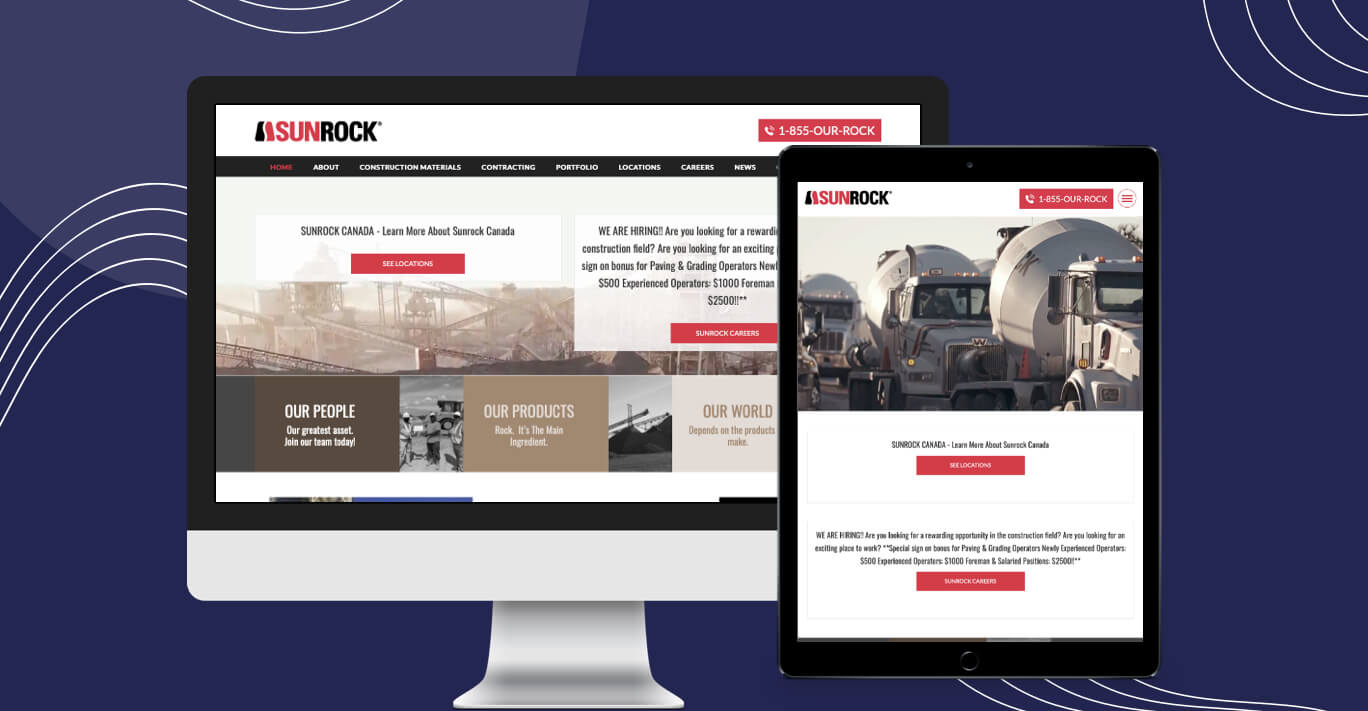 SUNROCK®
1-855-OUR-ROCK
HOME ABOUT CONSTRUCTION MATERIALS CONTRACTING PORTFOLIO LOCATIONS CAREERS NEWS
SUNROCK CANADA - Learn More About Sunrock Canada
SEE LOCATIONS
WE ARE HIRING!! Are you looking for a
construction field? Are you looking for an exciting
sign on bonus for Paving & Grading Operators
$500 Experienced Operators: $1000 Foreman
$2500!!**
SUNROCK CAREERS
OUR PEOPLE
Our greatest asset.
Join our team today!
OUR PRODUCTS
Rock. It's The Main
Ingredient.
OUR WORLD
Depends on the products
make.
SUNROCK®
1-855-OUR-ROCK
SUNROCK CANADA - Learn More About Sunrock Canada
SEE LOCATIONS
WE ARE HIRING!! Are you looking for a rewarding opportunity in the construction field? Are you looking for an
exciting place to work? **Special sign on bonus for Paving & Grading Operators Newly Experienced Operators:
$500 Experienced Operators: $1000 Foreman & Salaried Positions: $2500!!**
SUNROCK CAREERS